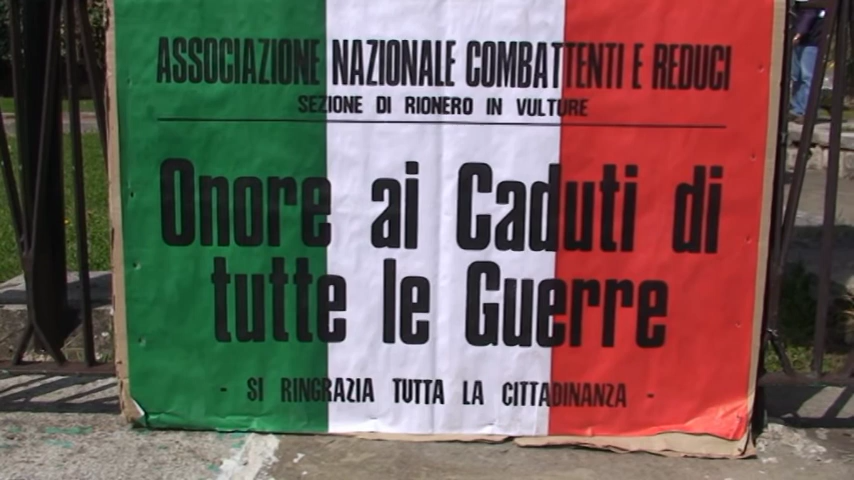 ASSOCIAZIONE NAZIONALE COMBATTENTI E REDUCI
SEZIONE DI RIONERO IN VULTURE
Onore ai Caduti di
tutte le Guerre
- SI RINGRAZIA TUTTA LA CITTADINANZA -